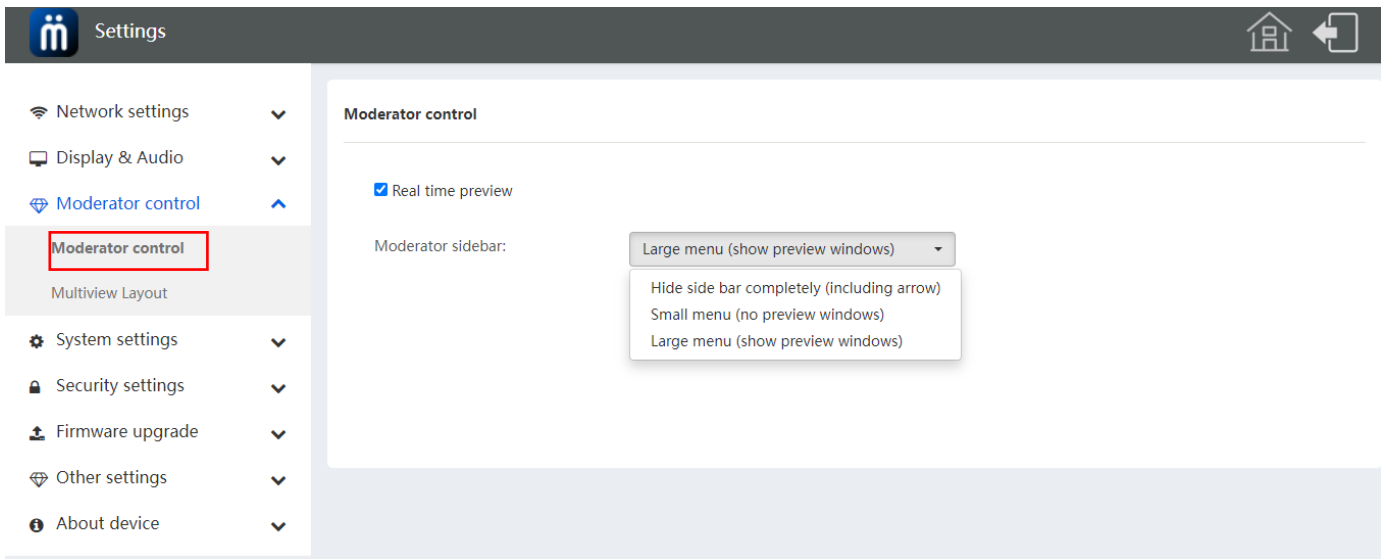 Settings
Network settings
Display & Audio
Moderator control
Moderator control
Multiview Layout
System settings
Security settings
Firmware upgrade
Other settings
About device
Moderator control
Real time preview
Moderator sidebar:
Large menu (show preview windows)
Hide side bar completely (including arrow)
Small menu (no preview windows)
Large menu (show preview windows)